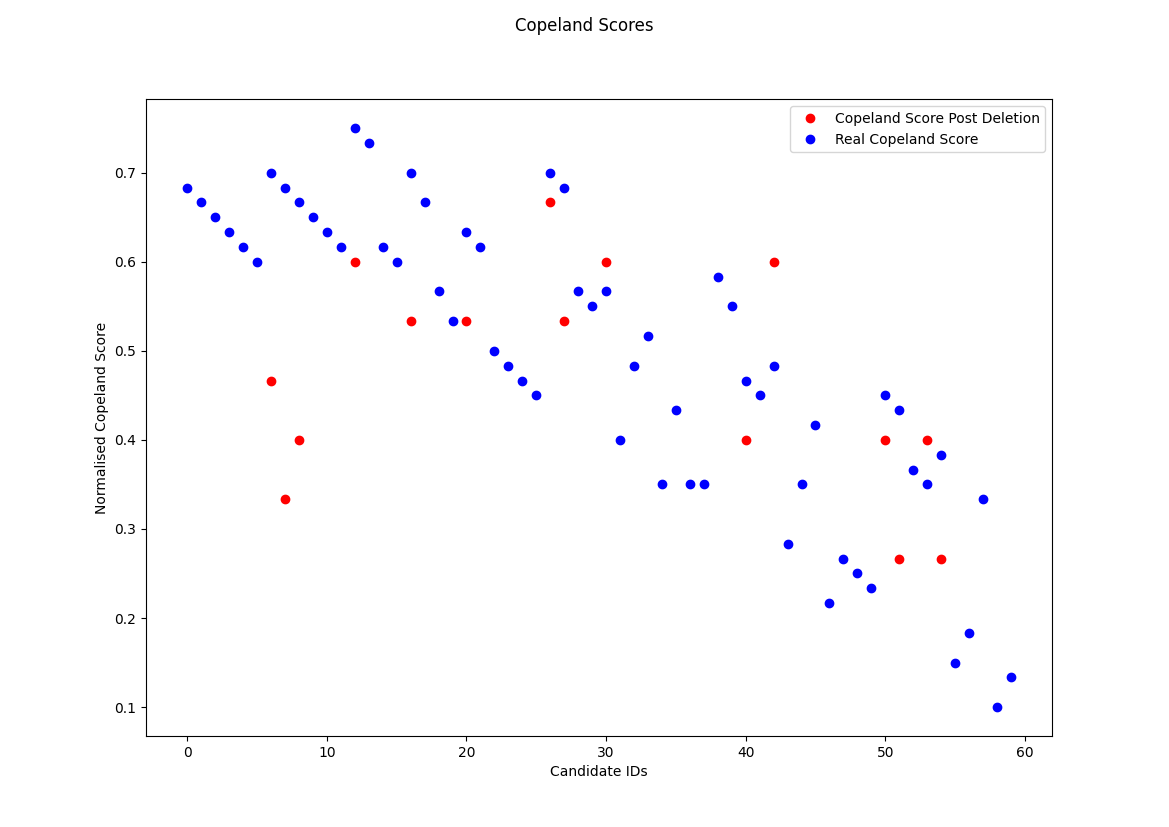 Copeland Scores
Copeland Score Post Deletion
Real Copeland Score
Normalised Copeland Score
0.7
0.6
0.5
0.4
0.3
0.2
0.1
0 10 20 30 40 50 60
Candidate IDs